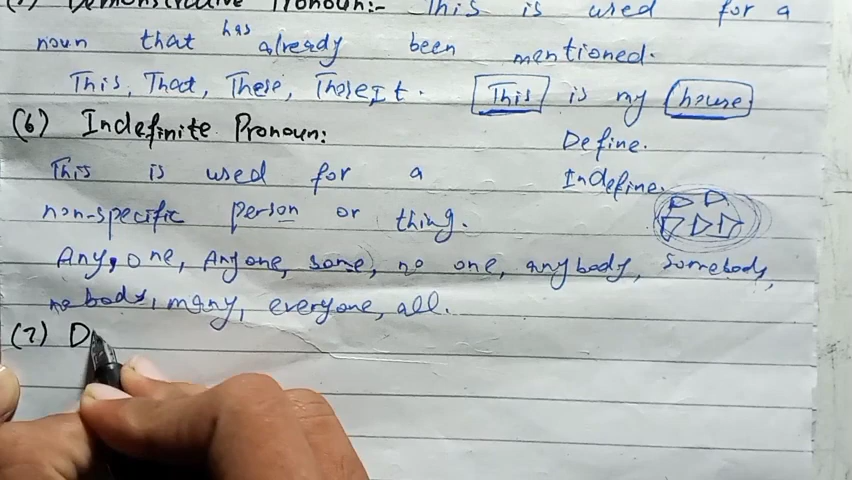 Demonstrative Pronoun:- This is used for a
noun that has already been mentioned.
This, That, These, Those, It. This is my house
(6) Indefinite Pronoun: Define.
This is used for a Indefine.
non-specific person or thing.
Any, one, Anyone, some, no one, anybody, somebody,
nobody, many, everyone, all.
(7) D